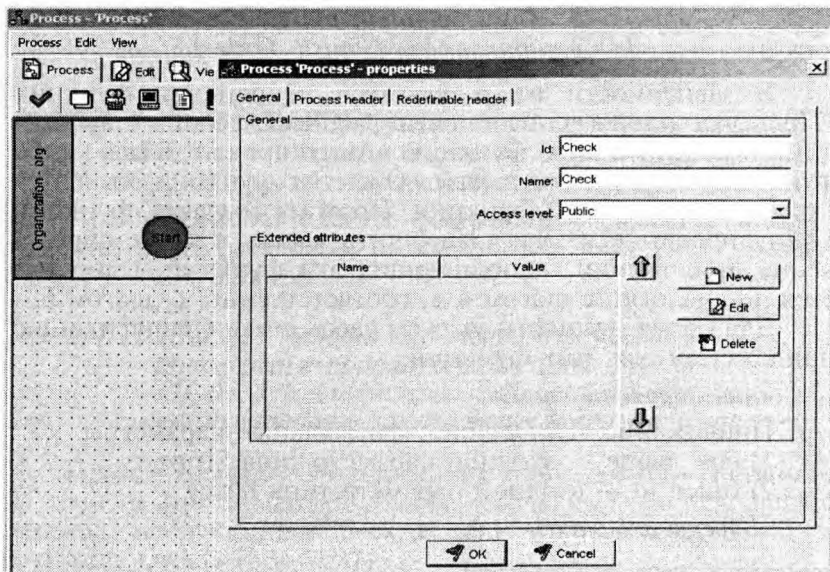 Process - 'Process'
Process Edit View
Process Edit Vie
Process 'Process' - properties
General Process header Redefinable header
General
Id: Check
Name: Check
Access level: Public
Organization - org
Start
Extended attributes
Name Value
New
Edit
Delete
OK Cancel